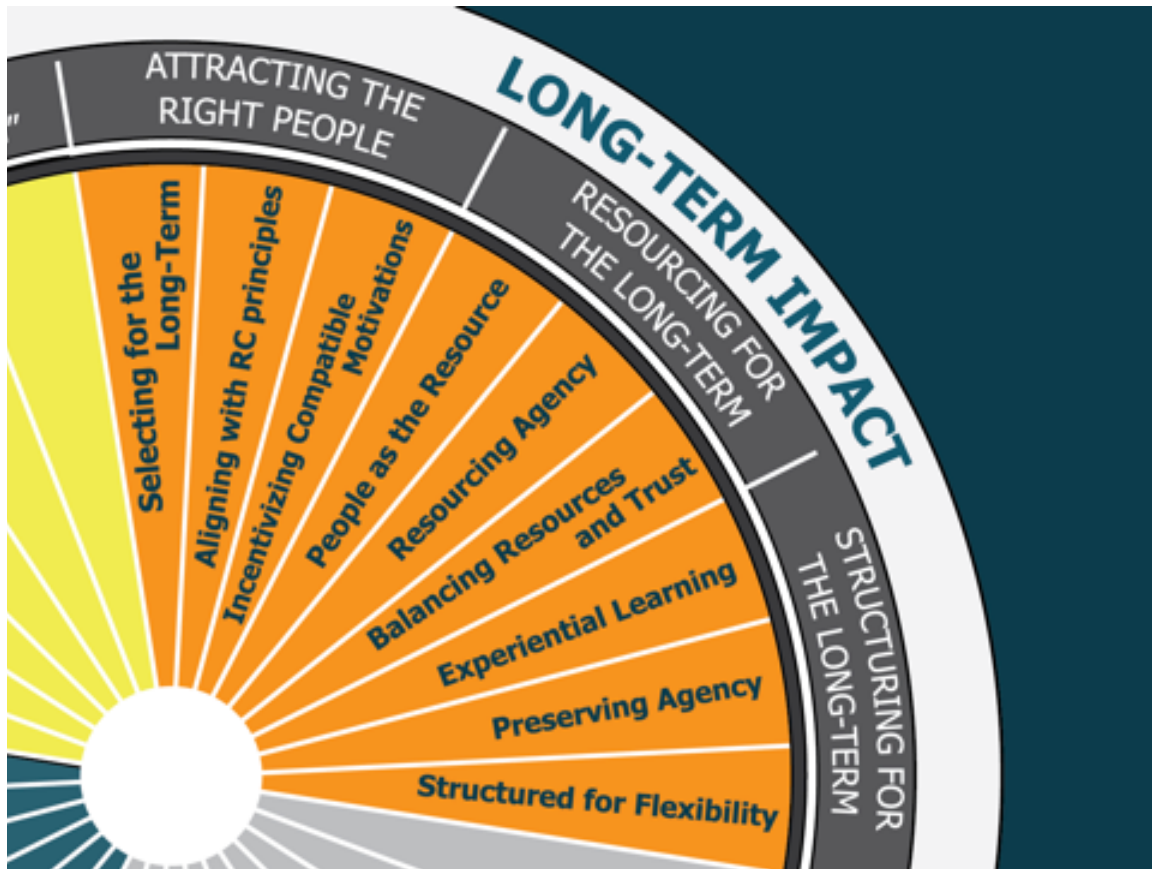 LONG-TERM IMPACT
"
ATTRACTING THE
RIGHT PEOPLE
RESOURCING FOR
THE LONG-TERM
STRUCTURING FOR
THE LONG-TERM
Selecting for the
Long-Term
Aligning with RC principles
Incentivizing Compatible
Motivations
People as the Resource
Resourcing Agency
Balancing Resources
and Trust
Experiential Learning
Preserving Agency
Structured for Flexibility